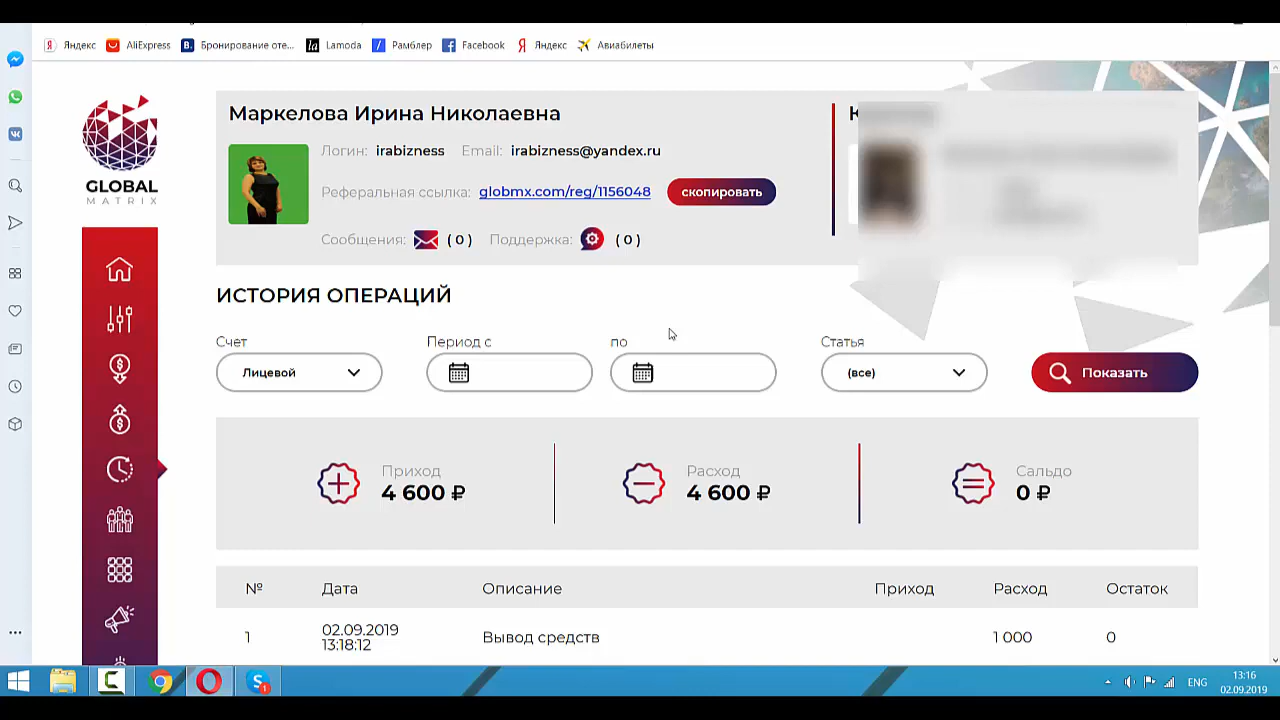 Яндекс AliExpress Бронирование оте... Lamoda Рамблер Facebook Яндекс Авиабилеты
GLOBAL
MATRIX
Маркелова Ирина Николаевна
Логин: irabizness Email: irabizness@yandex.ru
Реферальная ссылка: globmx.com/reg/1156048 скопировать
Сообщения: ( 0 ) Поддержка: ( 0 )
ИСТОРИЯ ОПЕРАЦИЙ
Счет Период с по Статья
Лицевой (все) Показать
Приход Расход Сальдо
4 600 ₽ 4 600 ₽ 0 ₽
№ Дата Описание Приход Расход Остаток
1 02.09.2019 13:18:12 Вывод средств 1 000 0
ENG 13:16
02.09.2019